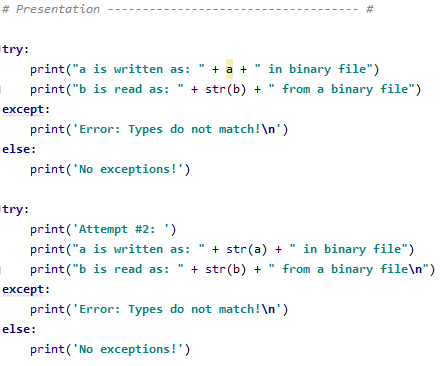 # Presentation ----------------------------------- #
try:
print("a is written as: " + a + " in binary file")
print("b is read as: " + str(b) + " from a binary file")
except:
print('Error: Types do not match!\n')
else:
print('No exceptions!')
try:
print('Attempt #2: ')
print("a is written as: " + str(a) + " in binary file")
print("b is read as: " + str(b) + " from a binary file\n")
except:
print('Error: Types do not match!\n')
else:
print('No exceptions!')